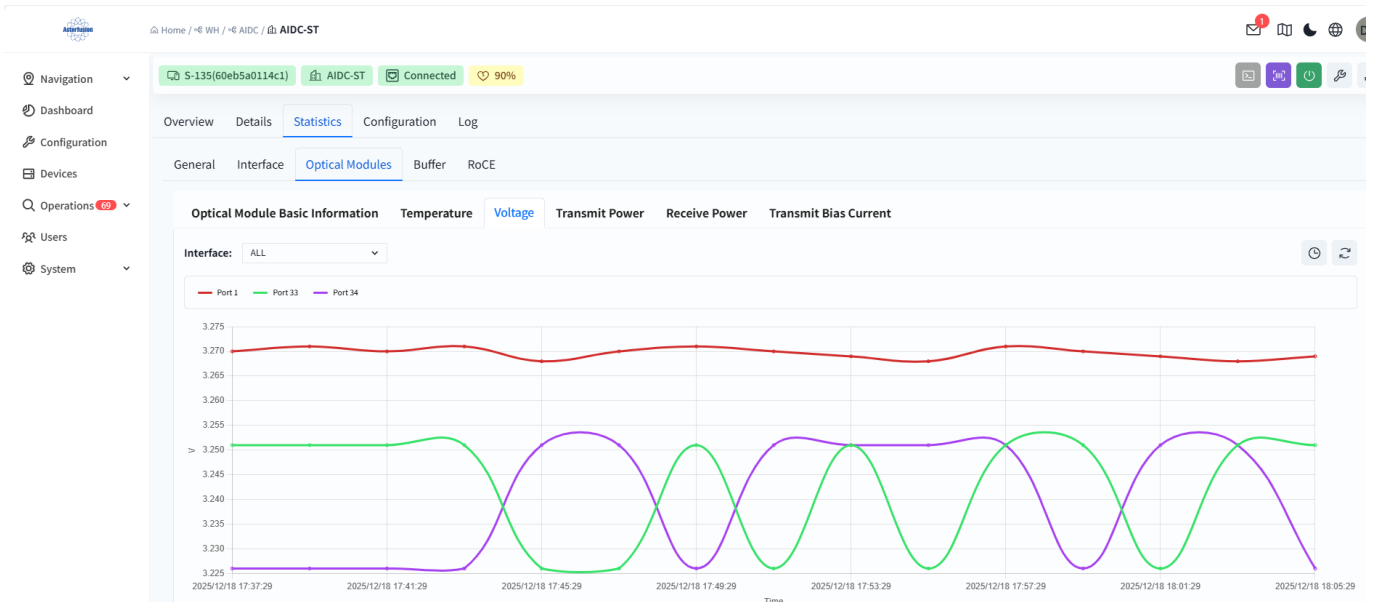 Asterfusion
Home / WH / AIDC / AIDC-ST
1
Navigation
Dashboard
Configuration
Devices
Operations 69
Users
System
S-135(60eb5a0114c1) AIDC-ST Connected 90%
Overview Details Statistics Configuration Log
General Interface Optical Modules Buffer RoCE
Optical Module Basic Information Temperature Voltage Transmit Power Receive Power Transmit Bias Current
Interface: ALL
Port 1 Port 33 Port 34
3.275
3.270
3.265
3.260
3.255
3.250
3.245
3.240
3.235
3.230
3.225
V
2025/12/18 17:37:29 2025/12/18 17:41:29 2025/12/18 17:45:29 2025/12/18 17:49:29 2025/12/18 17:53:29 2025/12/18 17:57:29 2025/12/18 18:01:29 2025/12/18 18:05:29
Time